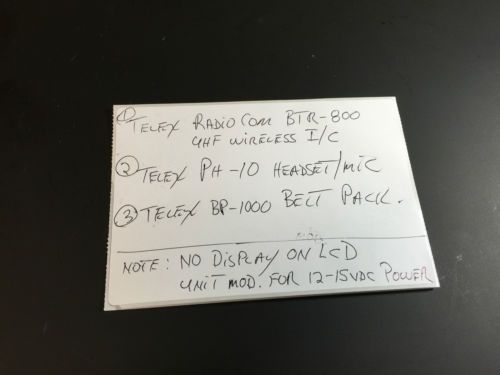 ① TELEX RADIOCOM BTR-800
UHF WIRELESS I/C
② TELEX PH-10 HEADSET/MIC
③ TELEX BP-1000 BELT PACK.
NOTE: NO DISPLAY ON LCD
UNIT MOD. FOR 12-15VDC POWER